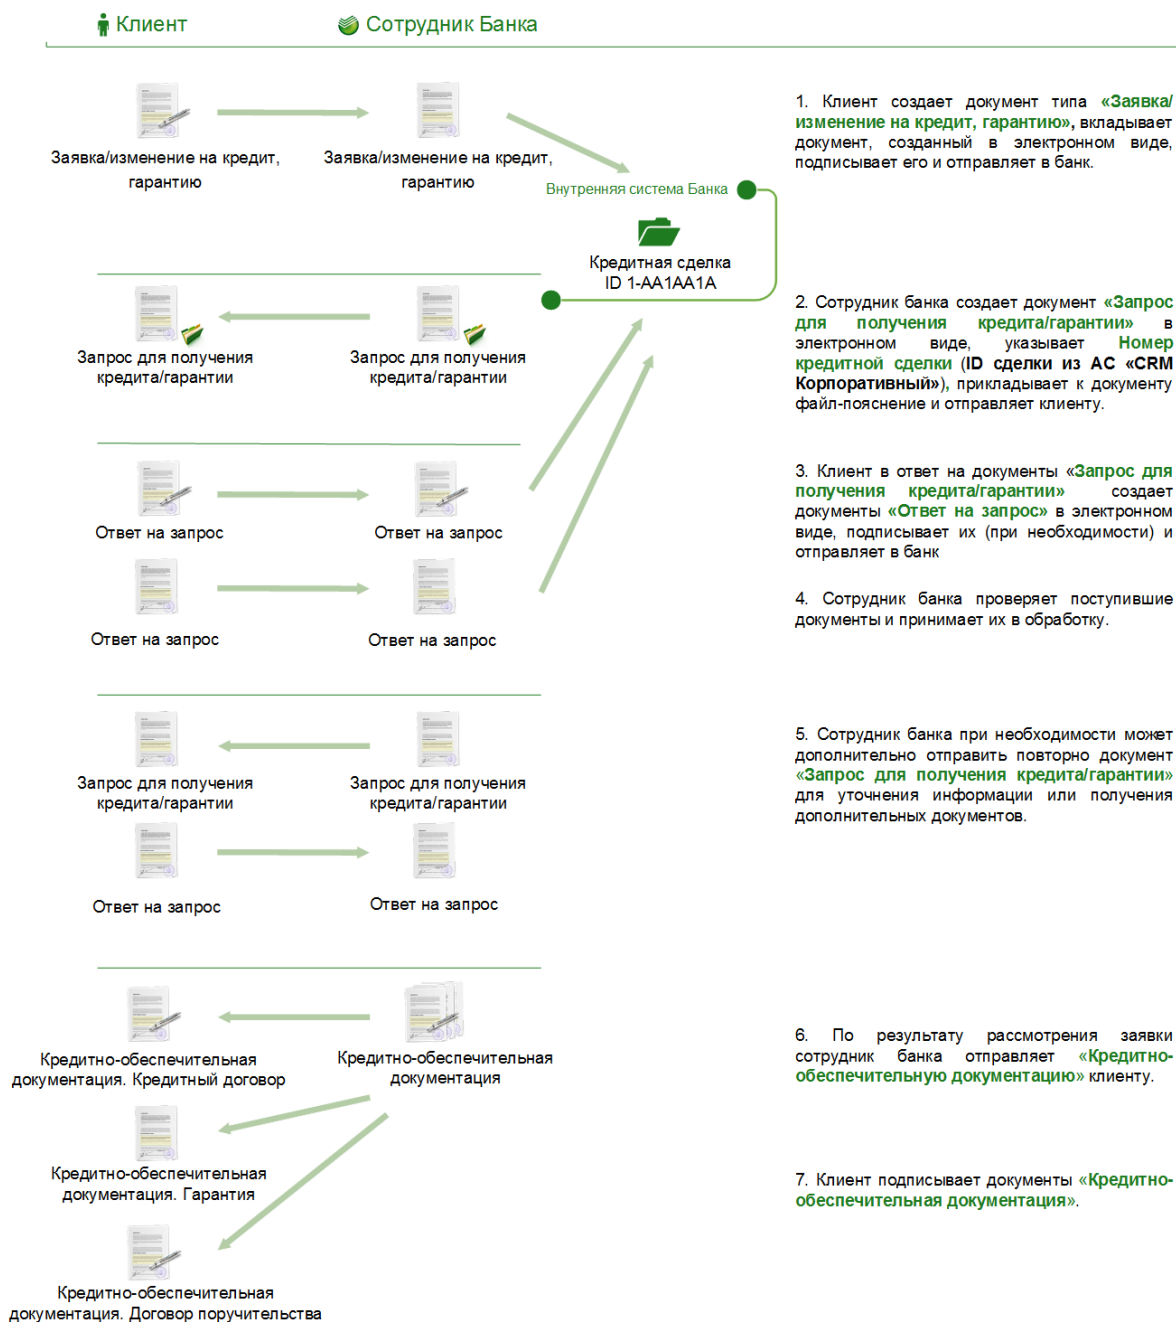 Клиент
Сотрудник Банка
Заявка/изменение на кредит,
гарантию
Заявка/изменение на кредит,
гарантию
Внутренняя система Банка
Кредитная сделка
ID 1-AA1AA1A
1. Клиент создает документ типа «Заявка/
изменение на кредит, гарантию», вкладывает
документ, созданный в электронном виде,
подписывает его и отправляет в банк.
Запрос для получения
кредита/гарантии
Запрос для получения
кредита/гарантии
2. Сотрудник банка создает документ «Запрос
для получения кредита/гарантии» в
электронном виде, указывает Номер
кредитной сделки (ID сделки из АС «CRM
Корпоративный»), прикладывает к документу
файл-пояснение и отправляет клиенту.
Ответ на запрос
Ответ на запрос
3. Клиент в ответ на документы «Запрос для
получения кредита/гарантии» создает
документы «Ответ на запрос» в электронном
виде, подписывает их (при необходимости) и
отправляет в банк
Ответ на запрос
Ответ на запрос
4. Сотрудник банка проверяет поступившие
документы и принимает их в обработку.
Запрос для получения
кредита/гарантии
Запрос для получения
кредита/гарантии
5. Сотрудник банка при необходимости может
дополнительно отправить повторно документ
«Запрос для получения кредита/гарантии»
для уточнения информации или получения
дополнительных документов.
Ответ на запрос
Ответ на запрос
Кредитно-обеспечительная
документация. Кредитный договор
Кредитно-обеспечительная
документация
6. По результату рассмотрения заявки
сотрудник банка отправляет «Кредитно-
обеспечительную документацию» клиенту.
Кредитно-обеспечительная
документация. Гарантия
7. Клиент подписывает документы «Кредитно-
обеспечительная документация».
Кредитно-обеспечительная
документация. Договор поручительства